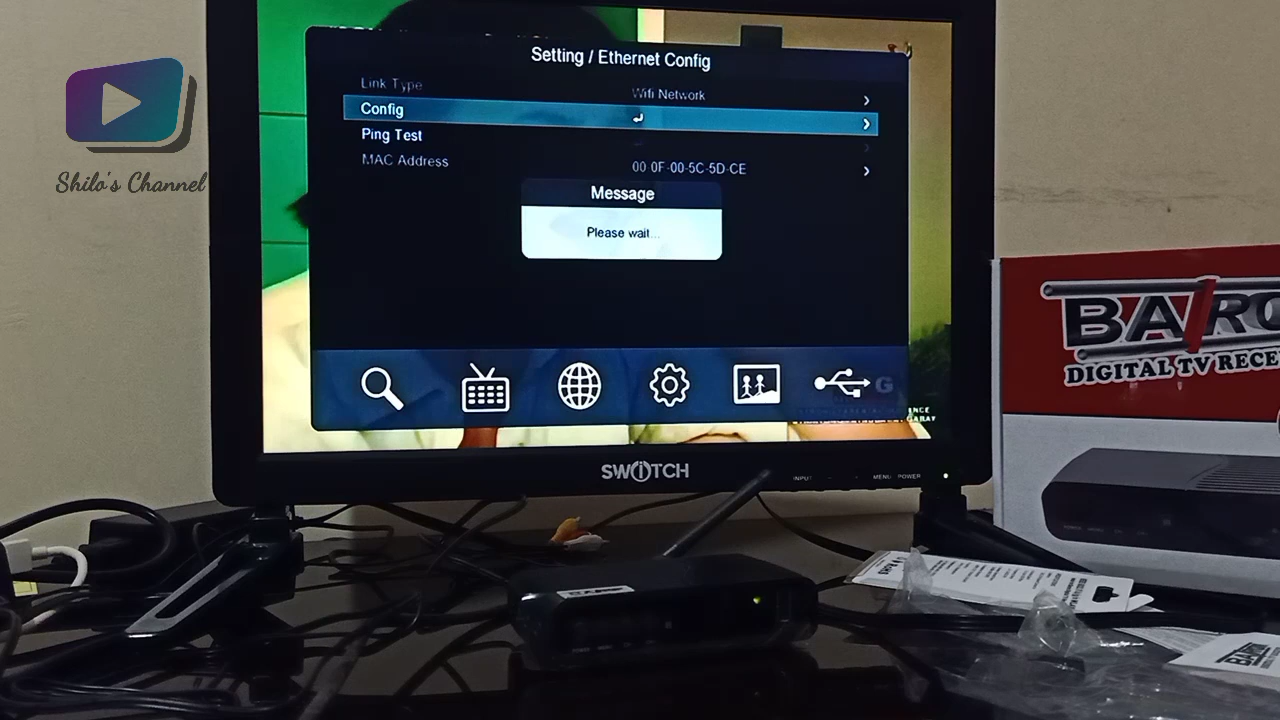 Shilo's Channel
Setting / Ethernet Config
Link Type Wifi Network
Config
Ping Test
MAC Address 00-0F-00-5C-5D-CE
Message
Please wait...
G
SWITCH
INPUT - + MENU POWER
DIGITAL TV RECE